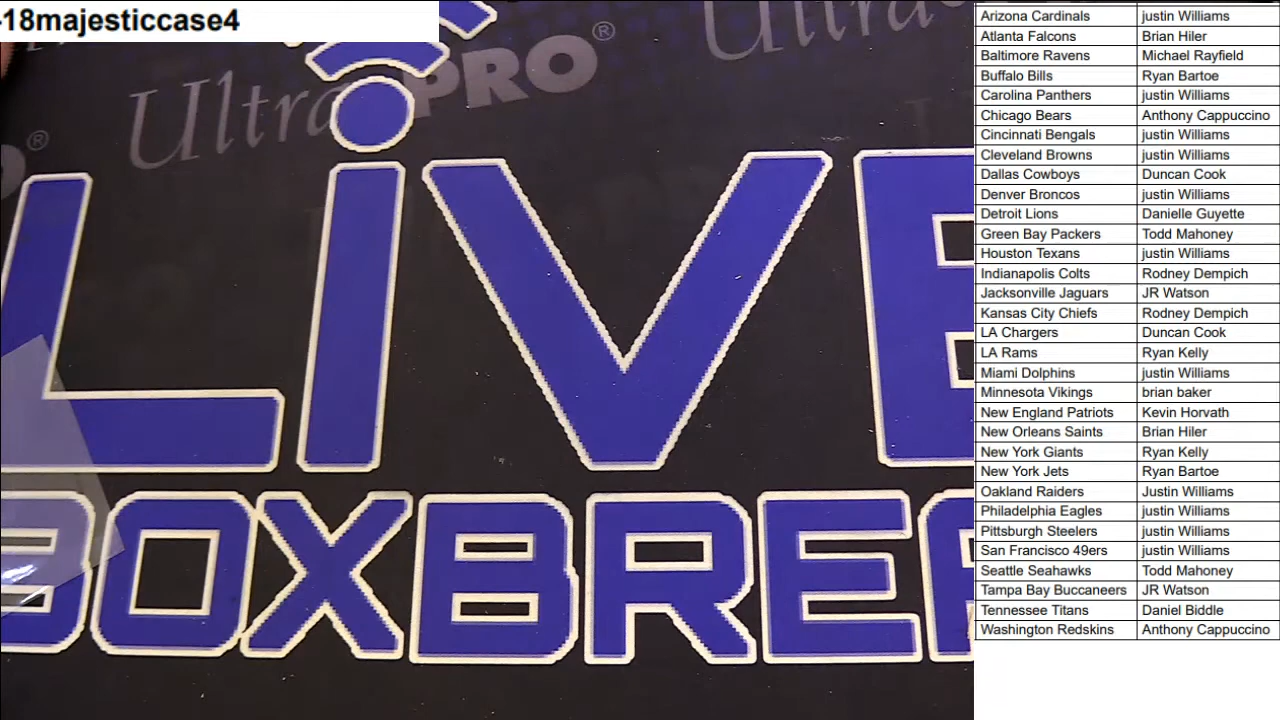 -18majesticcase4
Ultra PRO®
Ultra
®
LiVE
BOXBREA
Arizona Cardinals justin Williams
Atlanta Falcons Brian Hiler
Baltimore Ravens Michael Rayfield
Buffalo Bills Ryan Bartoe
Carolina Panthers justin Williams
Chicago Bears Anthony Cappuccino
Cincinnati Bengals justin Williams
Cleveland Browns justin Williams
Dallas Cowboys Duncan Cook
Denver Broncos justin Williams
Detroit Lions Danielle Guyette
Green Bay Packers Todd Mahoney
Houston Texans justin Williams
Indianapolis Colts Rodney Dempich
Jacksonville Jaguars JR Watson
Kansas City Chiefs Rodney Dempich
LA Chargers Duncan Cook
LA Rams Ryan Kelly
Miami Dolphins justin Williams
Minnesota Vikings brian baker
New England Patriots Kevin Horvath
New Orleans Saints Brian Hiler
New York Giants Ryan Kelly
New York Jets Ryan Bartoe
Oakland Raiders Justin Williams
Philadelphia Eagles justin Williams
Pittsburgh Steelers justin Williams
San Francisco 49ers justin Williams
Seattle Seahawks Todd Mahoney
Tampa Bay Buccaneers JR Watson
Tennessee Titans Daniel Biddle
Washington Redskins Anthony Cappuccino